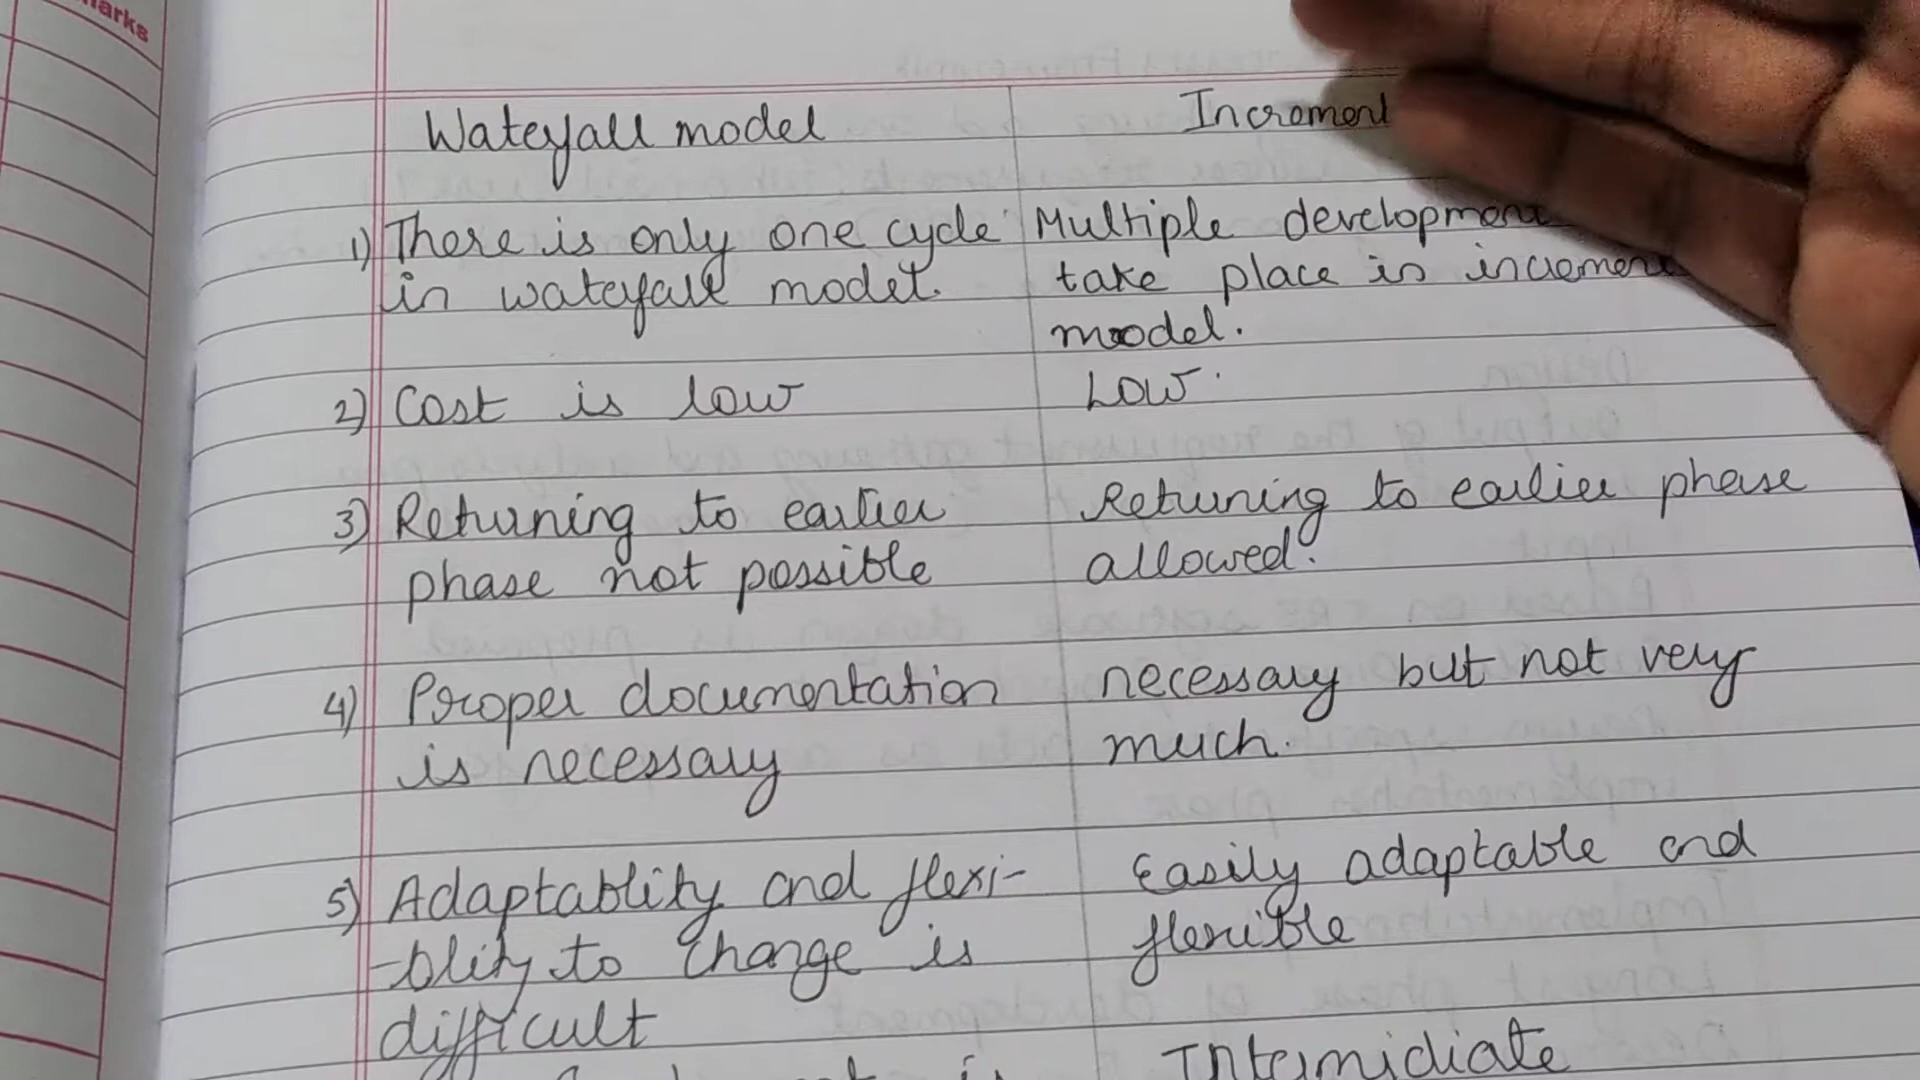 marks
Waterfall model
Increment
1) There is only one cycle
in waterfall model.
Multiple development
take place in increment
model.
2) Cost is low
Low.
3) Returning to earlier
phase not possible
Returning to earlier phase
allowed.
4) Proper documentation
is necessary
necessary but not very
much.
5) Adaptablity and flexi-
-blity to change is
difficult
Easily adaptable and
flexible
Intermidiate